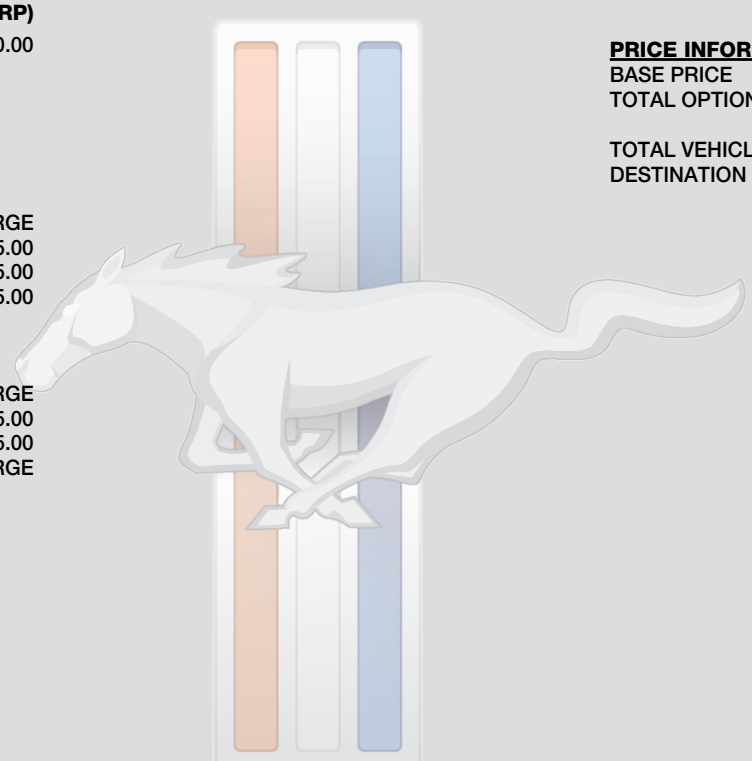 RP)
0.00
RGE
5.00
5.00
5.00
RGE
5.00
5.00
RGE
PRICE INFOR
BASE PRICE
TOTAL OPTION
TOTAL VEHICL
DESTINATION